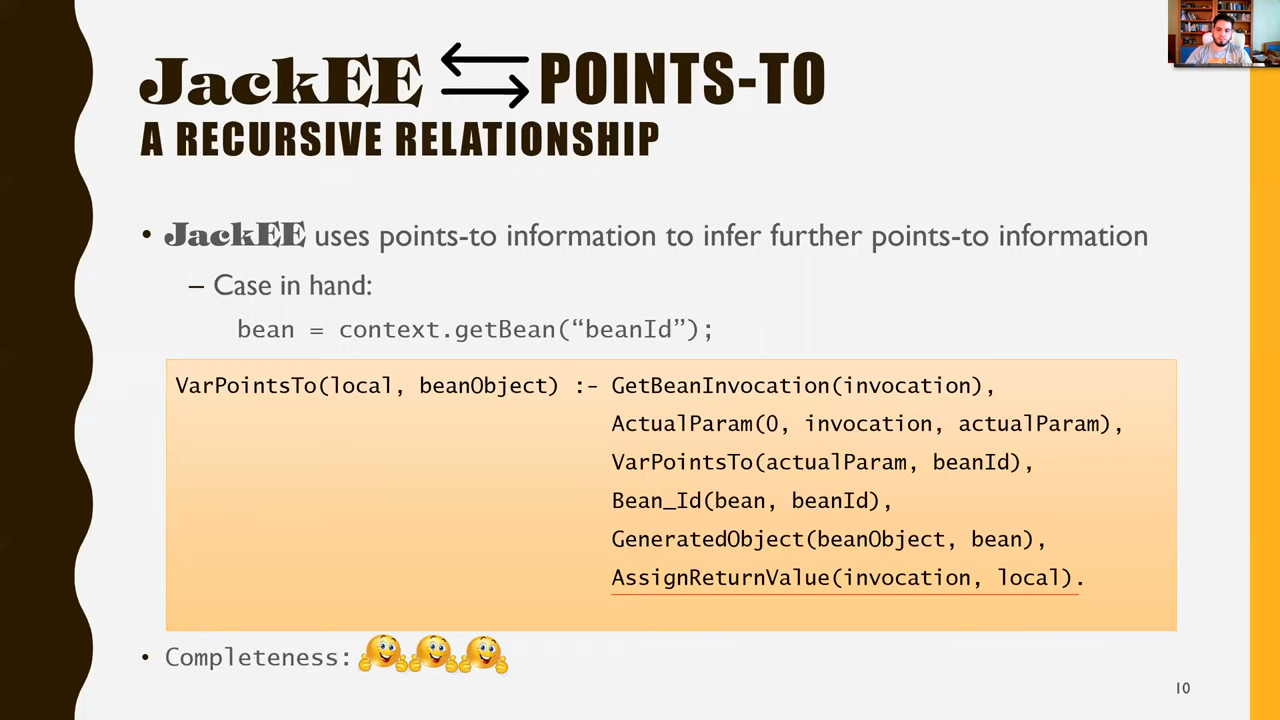 JackEE POINTS-TO
A RECURSIVE RELATIONSHIP
• JackEE uses points-to information to infer further points-to information
– Case in hand:
bean = context.getBean(“beanId”);
VarPointsTo(local, beanObject) :- GetBeanInvocation(invocation),
ActualParam(0, invocation, actualParam),
VarPointsTo(actualParam, beanId),
Bean_Id(bean, beanId),
GeneratedObject(beanObject, bean),
AssignReturnValue(invocation, local).
• Completeness:
10